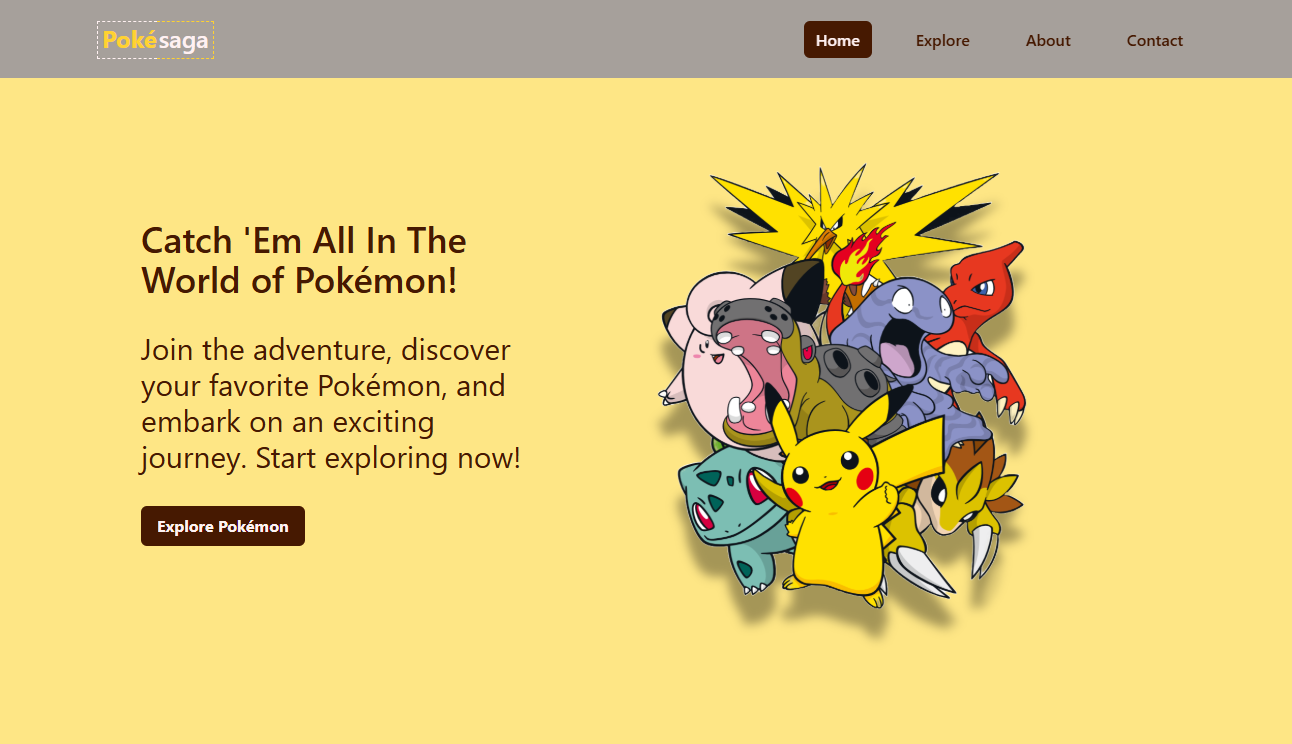 Pokésaga
Home Explore About Contact
Catch 'Em All In The
World of Pokémon!
Join the adventure, discover
your favorite Pokémon, and
embark on an exciting
journey. Start exploring now!
Explore Pokémon